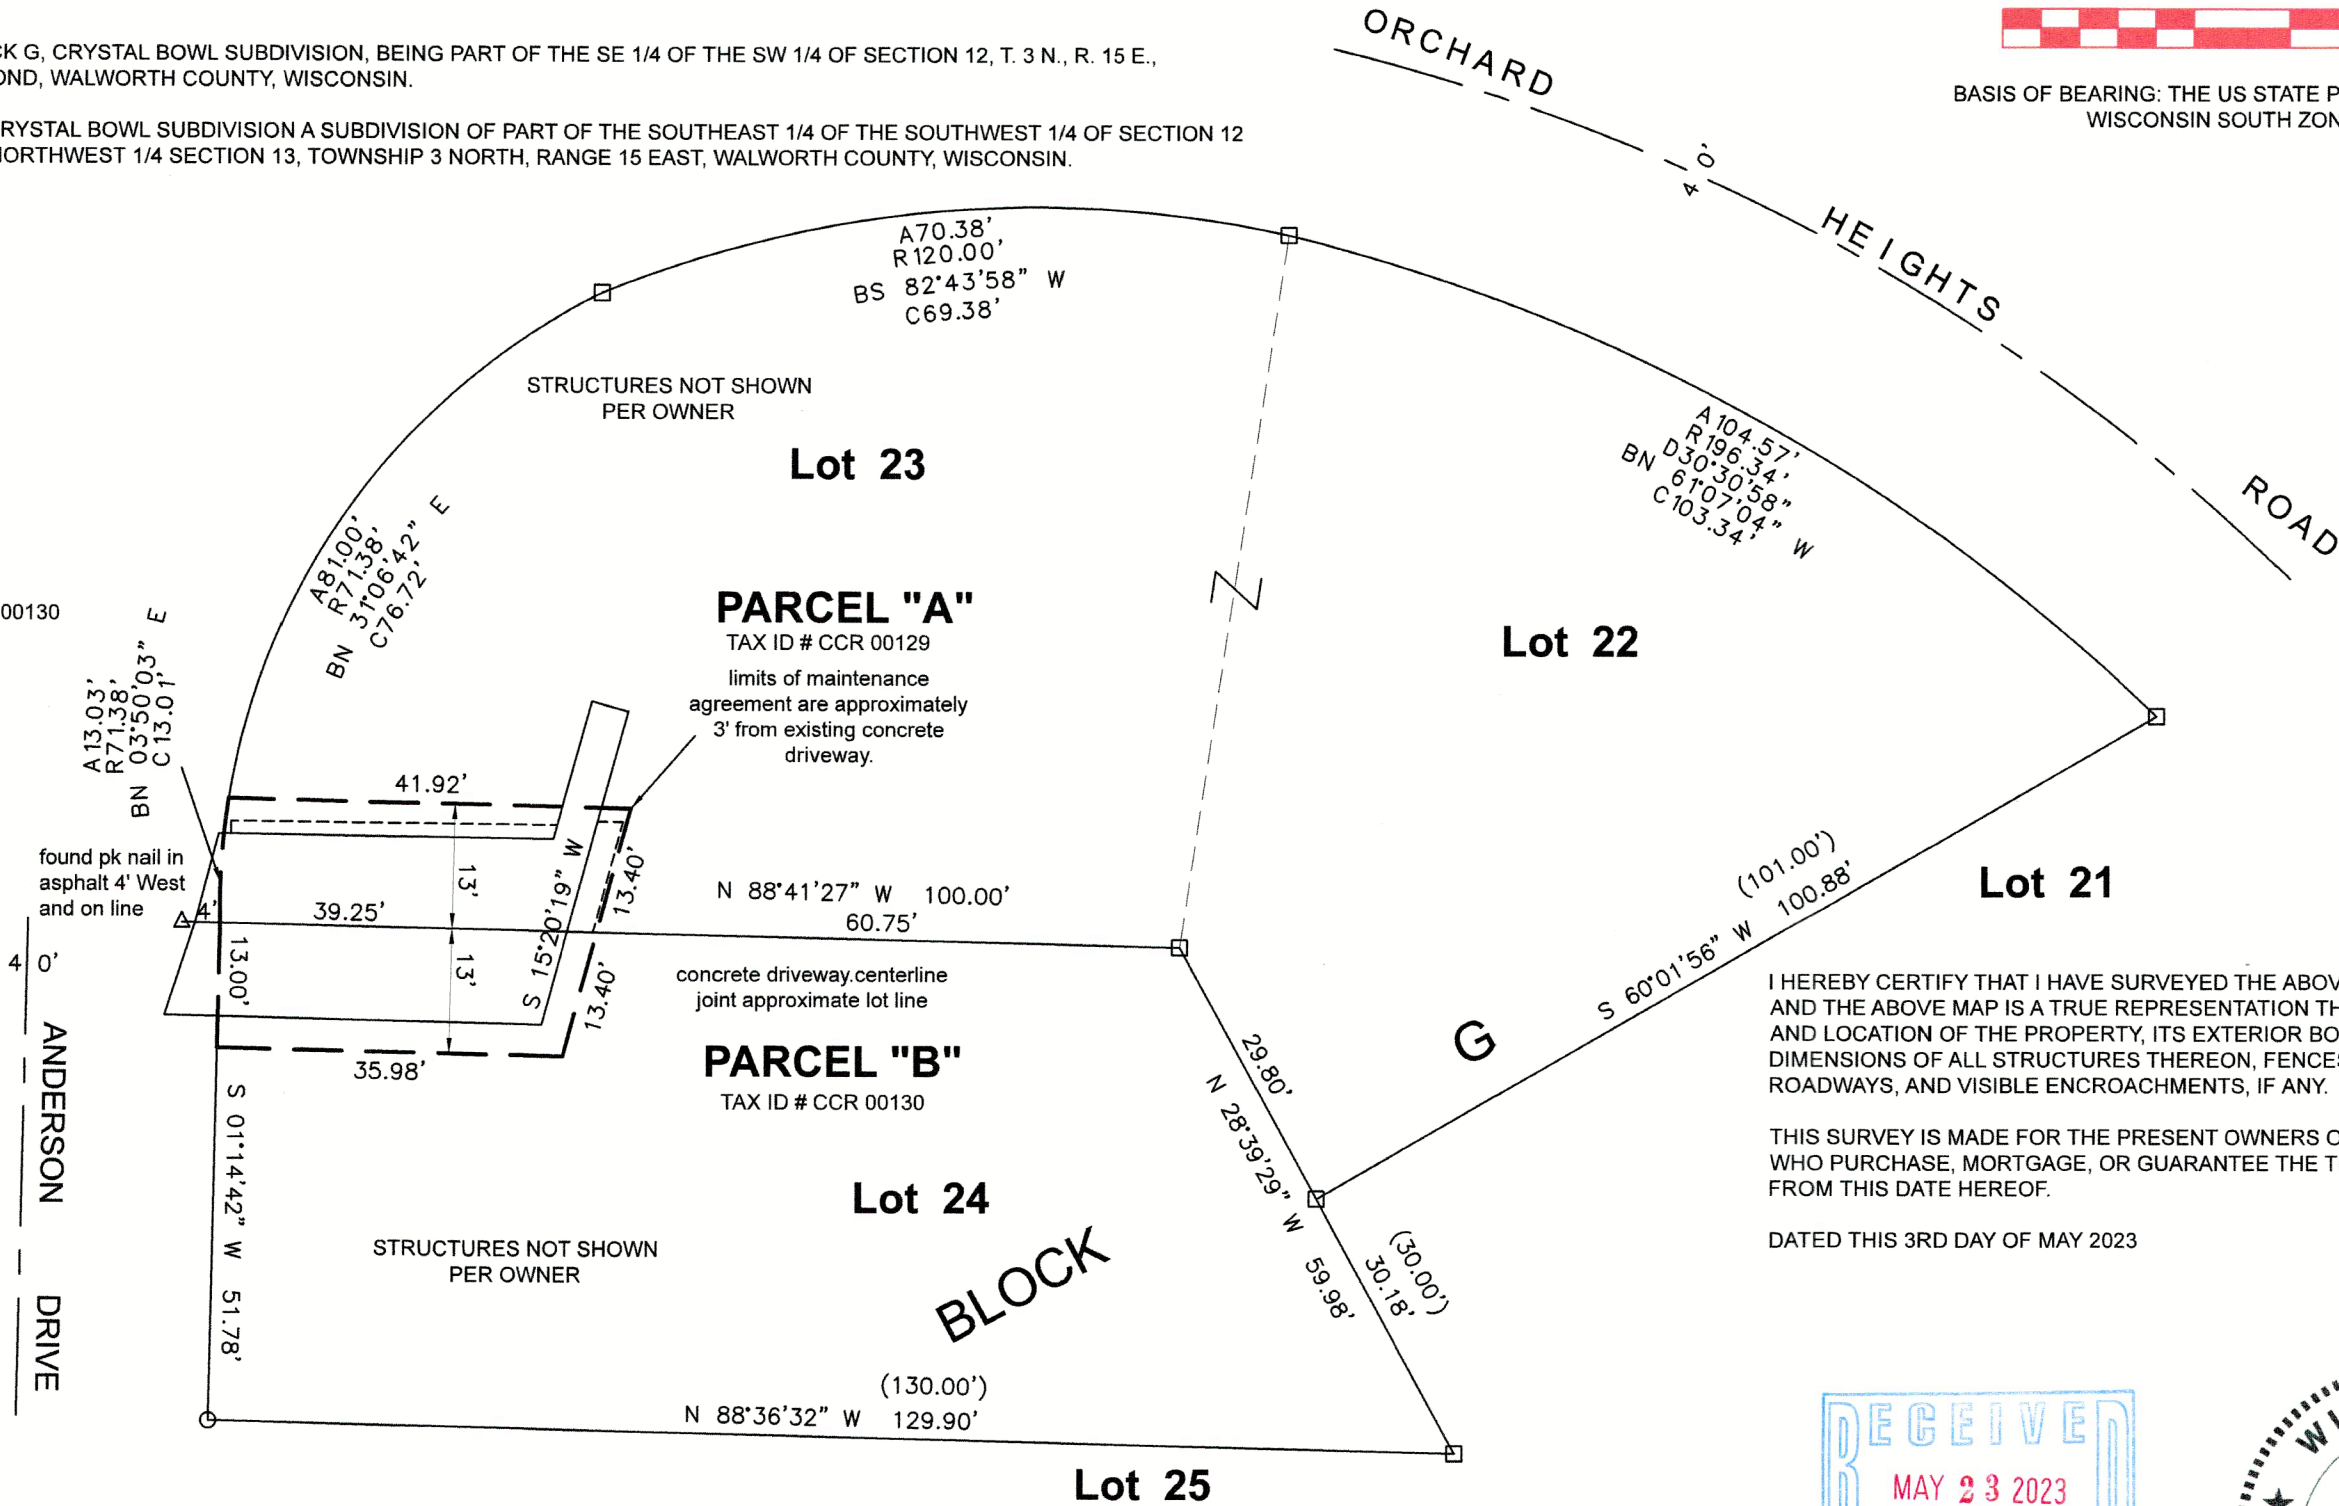 CK G, CRYSTAL BOWL SUBDIVISION, BEING PART OF THE SE 1/4 OF THE SW 1/4 OF SECTION 12, T. 3 N., R. 15 E.,
OND, WALWORTH COUNTY, WISCONSIN.
RYSTAL BOWL SUBDIVISION A SUBDIVISION OF PART OF THE SOUTHEAST 1/4 OF THE SOUTHWEST 1/4 OF SECTION 12
NORTHWEST 1/4 SECTION 13, TOWNSHIP 3 NORTH, RANGE 15 EAST, WALWORTH COUNTY, WISCONSIN.
ORCHARD HEIGHTS ROAD
40'
BASIS OF BEARING: THE US STATE P
WISCONSIN SOUTH ZON
A70.38'
R120.00'
BS 82°43'58" W
C69.38'
STRUCTURES NOT SHOWN
PER OWNER
Lot 23
A81.00'
R71.38'
BN 31°06'42" E
C76.72'
A104.57'
R196.34'
D30°30'58"
BN 61°07'04" W
C103.34'
00130
PARCEL "A"
TAX ID # CCR 00129
limits of maintenance
agreement are approximately
3' from existing concrete
driveway.
Lot 22
A13.03'
R71.38'
BN 03°50'03" E
C13.01'
41.92'
13'
13.40'
S 15°20'19" W
found pk nail in
asphalt 4' West
and on line
4'
39.25'
N 88°41'27" W 100.00'
60.75'
(101.00')
S 60°01'56" W 100.88'
Lot 21
13.00'
13'
13.40'
35.98'
concrete driveway.centerline
joint approximate lot line
40'
ANDERSON DRIVE
PARCEL "B"
TAX ID # CCR 00130
29.80'
N 28°39'29" W 59.98'
(30.00')
30.18'
S 01°14'42" W 51.78'
Lot 24
STRUCTURES NOT SHOWN
PER OWNER
BLOCK G
I HEREBY CERTIFY THAT I HAVE SURVEYED THE ABOV
AND THE ABOVE MAP IS A TRUE REPRESENTATION TH
AND LOCATION OF THE PROPERTY, ITS EXTERIOR BO
DIMENSIONS OF ALL STRUCTURES THEREON, FENCES
ROADWAYS, AND VISIBLE ENCROACHMENTS, IF ANY.
THIS SURVEY IS MADE FOR THE PRESENT OWNERS O
WHO PURCHASE, MORTGAGE, OR GUARANTEE THE T
FROM THIS DATE HEREOF.
DATED THIS 3RD DAY OF MAY 2023
(130.00')
N 88°36'32" W 129.90'
Lot 25
RECEIVED
MAY 23 2023
WI